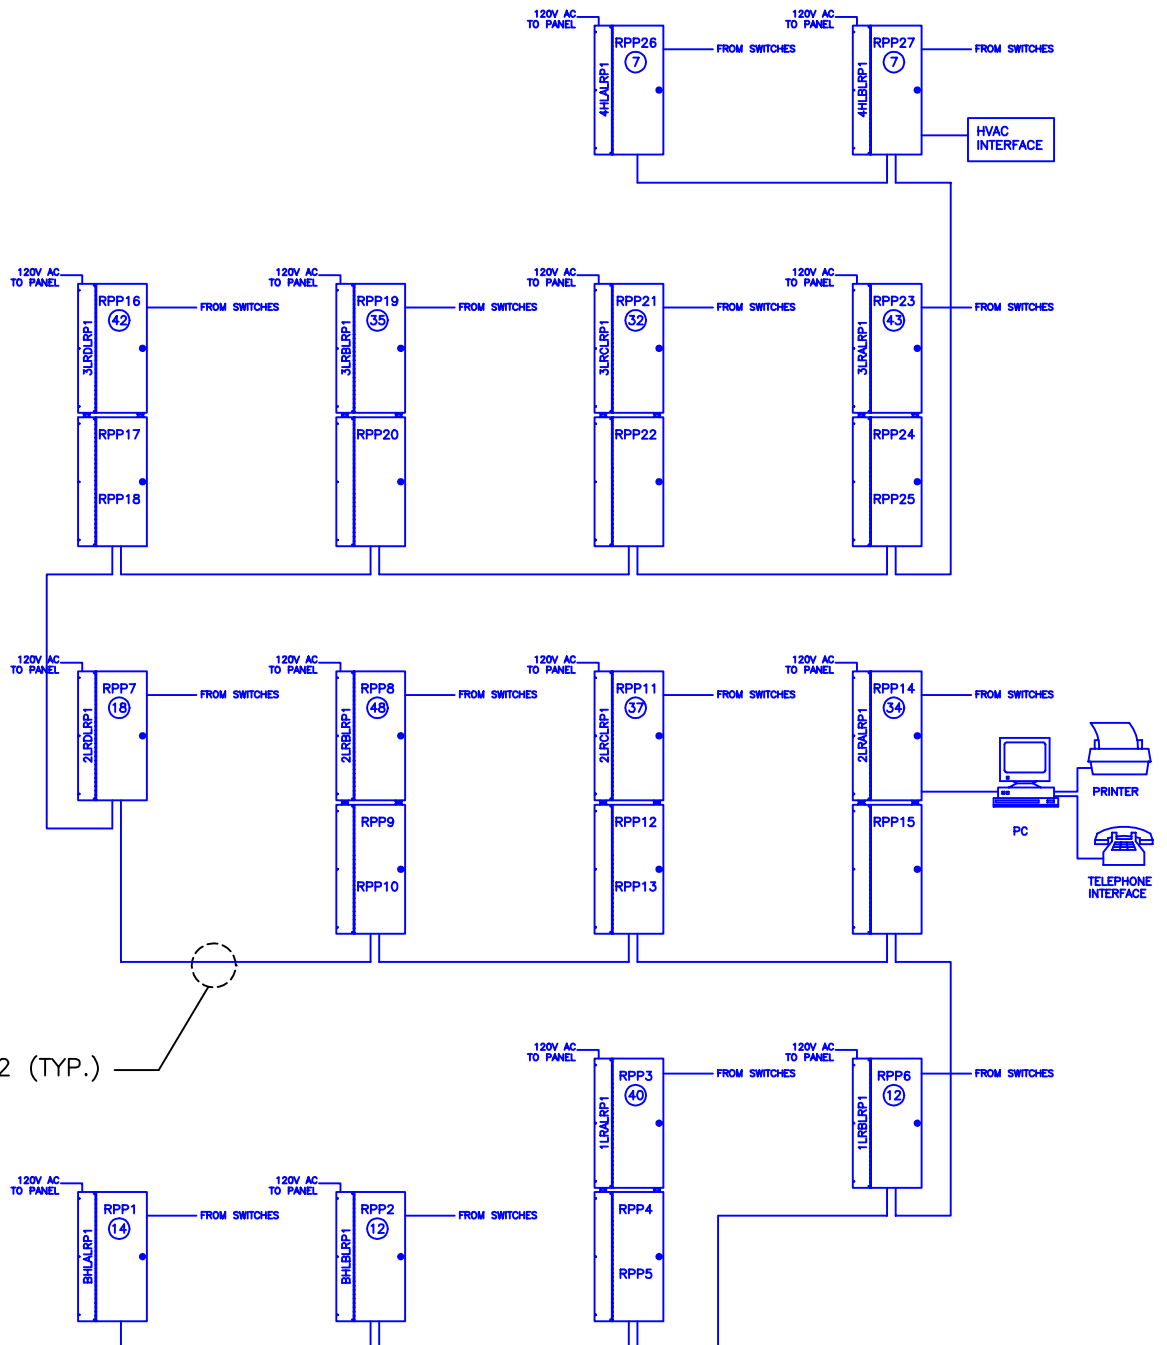 120V AC
TO PANEL
RPP26
7
4HLALRP1
FROM SWITCHES
120V AC
TO PANEL
RPP27
7
4HLBLRP1
FROM SWITCHES
HVAC
INTERFACE
120V AC
TO PANEL
RPP16
42
3LRDLRP1
FROM SWITCHES
RPP17
RPP18
120V AC
TO PANEL
RPP19
35
3LRBLRP1
FROM SWITCHES
RPP20
120V AC
TO PANEL
RPP21
32
3LRCLRP1
FROM SWITCHES
RPP22
120V AC
TO PANEL
RPP23
43
3LRALRP1
FROM SWITCHES
RPP24
RPP25
120V AC
TO PANEL
RPP7
18
2LRDLRP1
FROM SWITCHES
120V AC
TO PANEL
RPP8
48
2LRBLRP1
FROM SWITCHES
RPP9
RPP10
120V AC
TO PANEL
RPP11
37
2LRCLRP1
FROM SWITCHES
RPP12
RPP13
120V AC
TO PANEL
RPP14
34
2LRALRP1
FROM SWITCHES
RPP15
PC
PRINTER
TELEPHONE
INTERFACE
2 (TYP.)
120V AC
TO PANEL
RPP3
40
1LRALRP1
FROM SWITCHES
RPP4
RPP5
120V AC
TO PANEL
RPP6
12
1LRBLRP1
FROM SWITCHES
120V AC
TO PANEL
RPP1
14
BHLALRP1
FROM SWITCHES
120V AC
TO PANEL
RPP2
12
BHLBLRP1
FROM SWITCHES